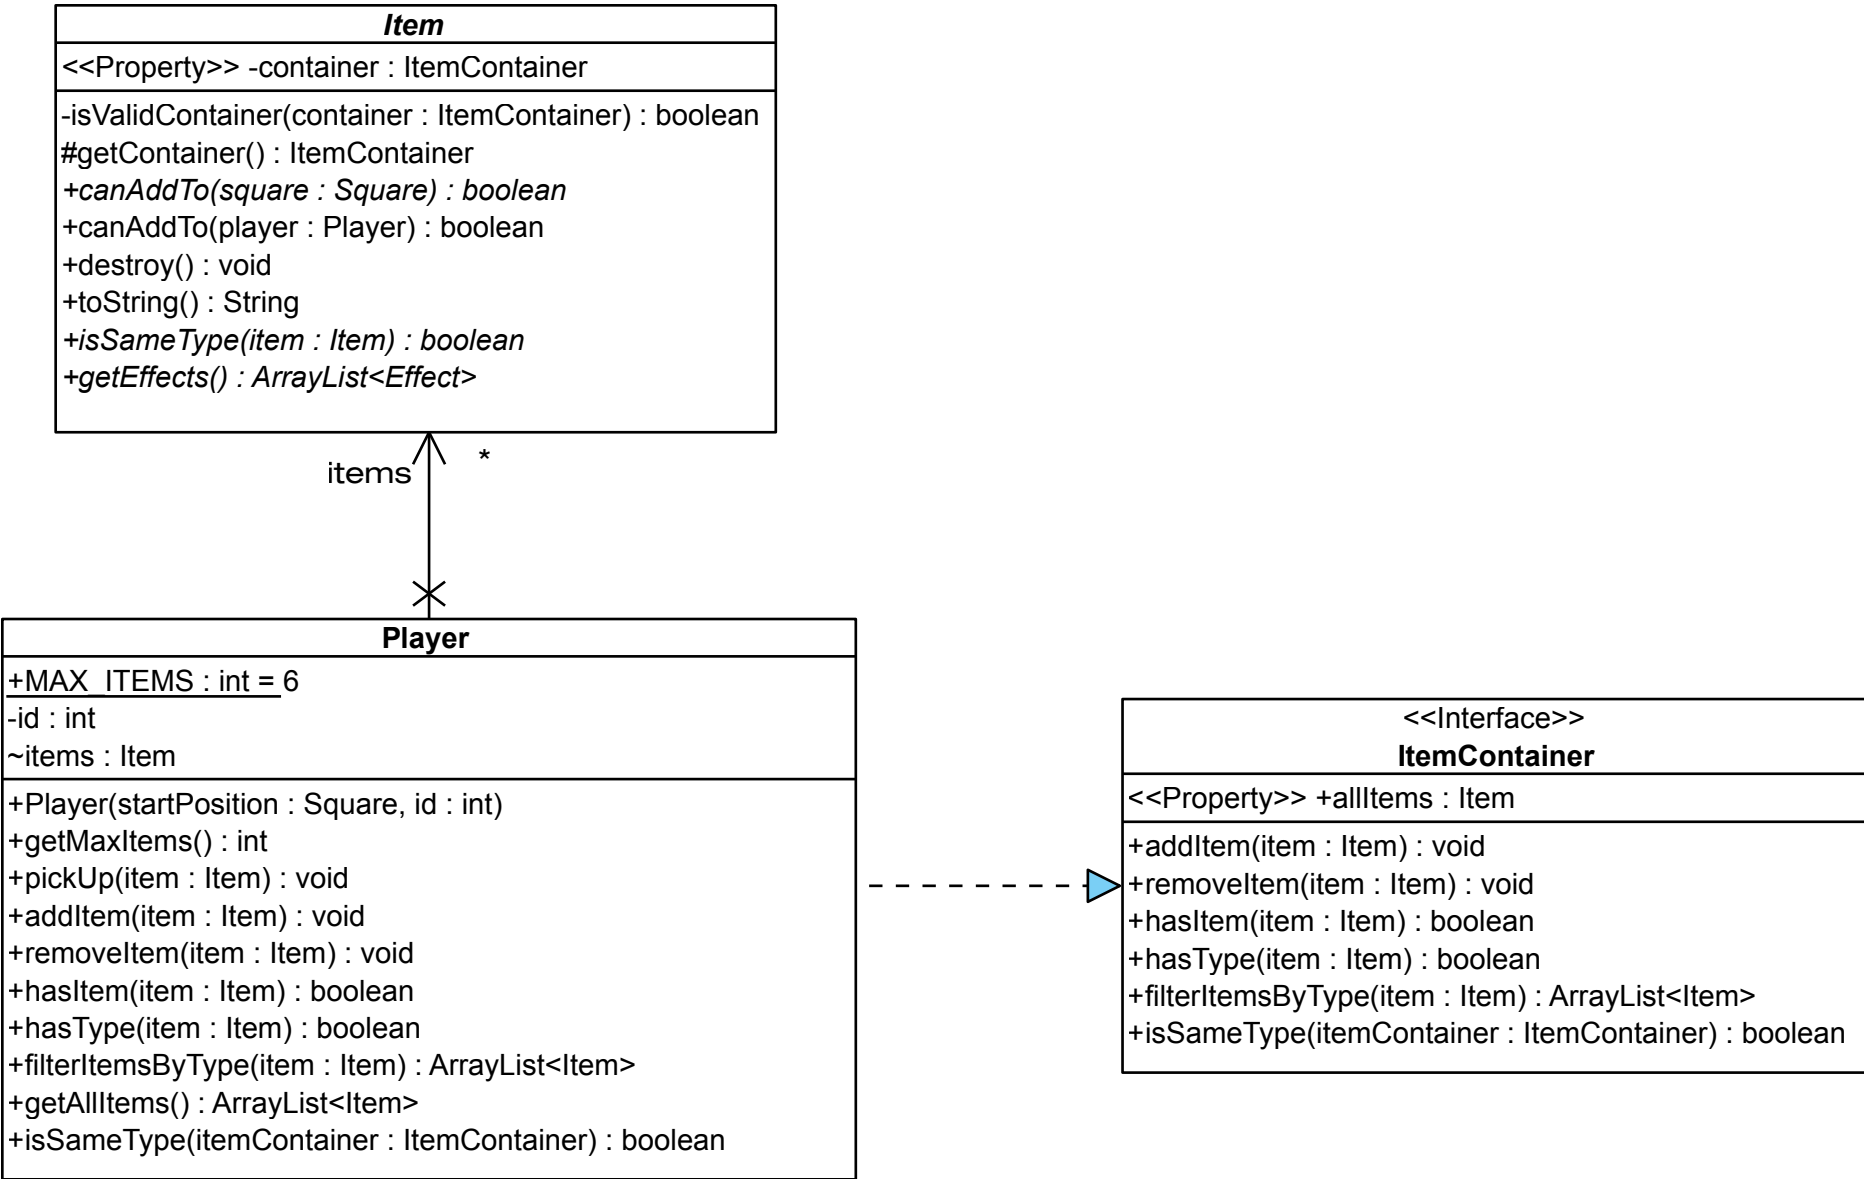 Item
<<Property>> -container : ItemContainer
-isValidContainer(container : ItemContainer) : boolean
#getContainer() : ItemContainer
+canAddTo(square : Square) : boolean
+canAddTo(player : Player) : boolean
+destroy() : void
+toString() : String
+isSameType(item : Item) : boolean
+getEffects() : ArrayList<Effect>
items *
Player
+MAX_ITEMS : int = 6
-id : int
~items : Item
+Player(startPosition : Square, id : int)
+getMaxItems() : int
+pickUp(item : Item) : void
+addItem(item : Item) : void
+removeItem(item : Item) : void
+hasItem(item : Item) : boolean
+hasType(item : Item) : boolean
+filterItemsByType(item : Item) : ArrayList<Item>
+getAllItems() : ArrayList<Item>
+isSameType(itemContainer : ItemContainer) : boolean
<<Interface>>
ItemContainer
<<Property>> +allItems : Item
+addItem(item : Item) : void
+removeItem(item : Item) : void
+hasItem(item : Item) : boolean
+hasType(item : Item) : boolean
+filterItemsByType(item : Item) : ArrayList<Item>
+isSameType(itemContainer : ItemContainer) : boolean